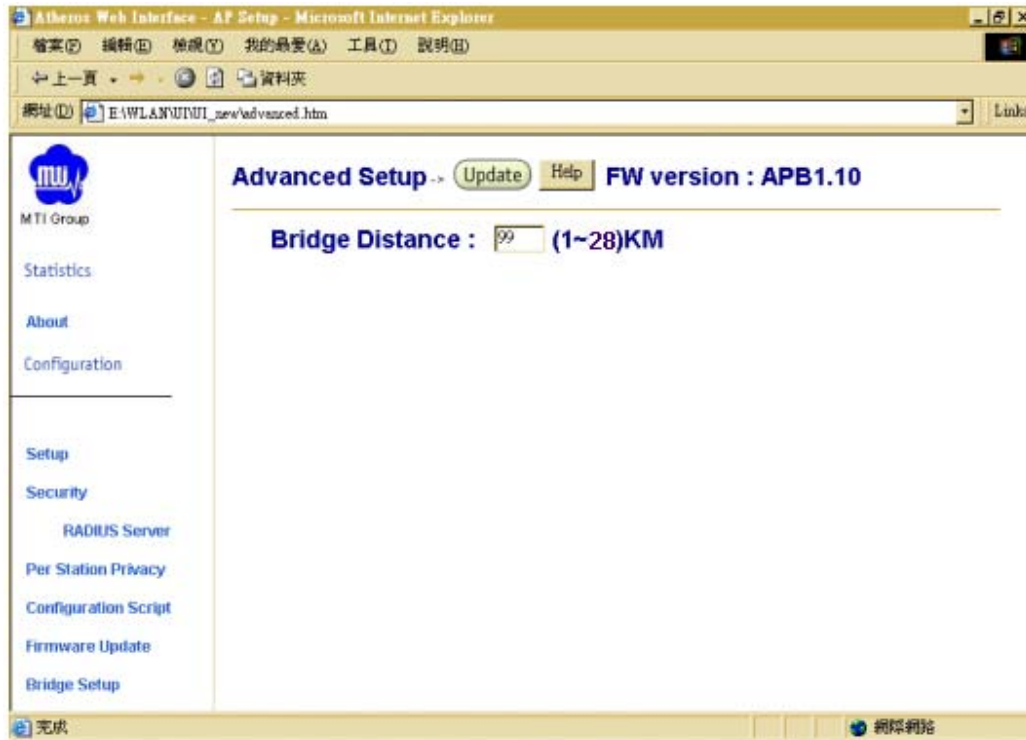 Atheros Web Interface - AP Setup - Microsoft Internet Explorer
檔案(F) 編輯(E) 檢視(V) 我的最愛(A) 工具(T) 說明(H)
上一頁 資料夾
網址(D) E:\WLAN\UI\UI_new\advanced.htm Links
MTI Group
Advanced Setup -> Update Help FW version : APB1.10
Bridge Distance : 99 (1~28)KM
Statistics
About
Configuration
Setup
Security
RADIUS Server
Per Station Privacy
Configuration Script
Firmware Update
Bridge Setup
完成 網際網路